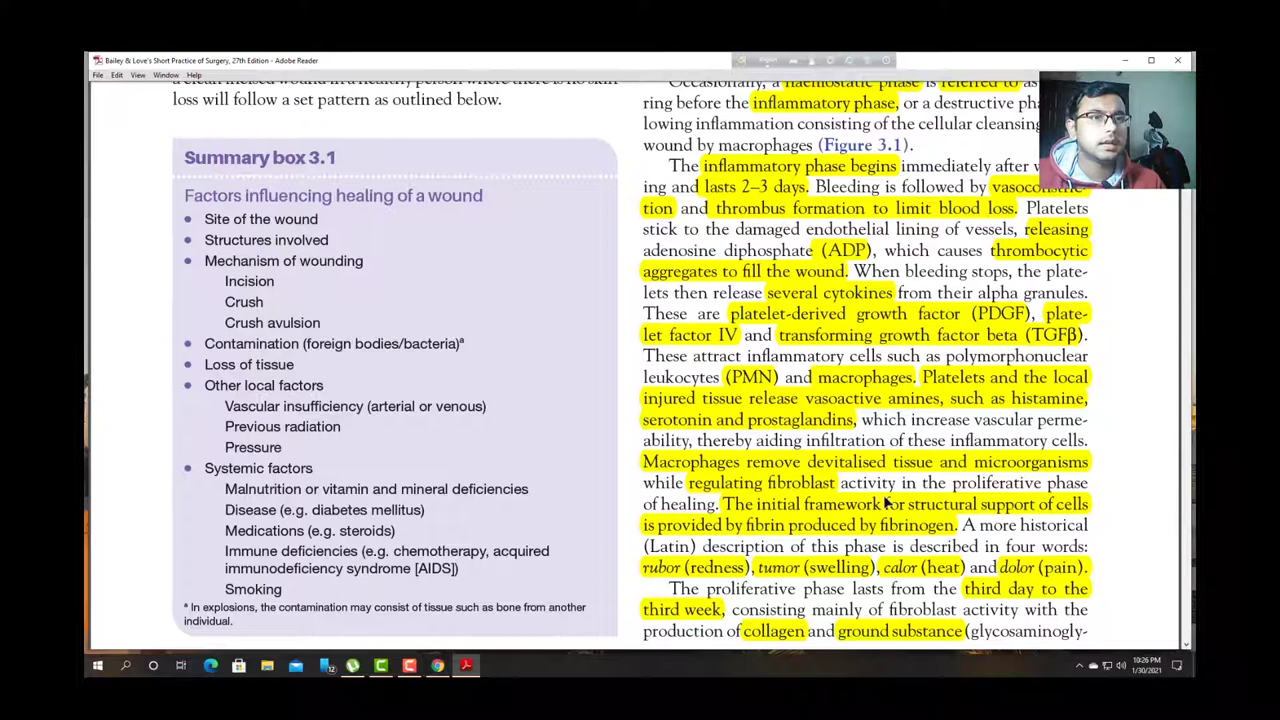 Bailey & Love's Short Practice of Surgery, 27th Edition - Adobe Reader
File Edit View Window Help
a clean incised wound in a healthy person where there is no skin
loss will follow a set pattern as outlined below.
Summary box 3.1
Factors influencing healing of a wound
● Site of the wound
● Structures involved
● Mechanism of wounding
Incision
Crush
Crush avulsion
● Contamination (foreign bodies/bacteria)ª
● Loss of tissue
● Other local factors
Vascular insufficiency (arterial or venous)
Previous radiation
Pressure
● Systemic factors
Malnutrition or vitamin and mineral deficiencies
Disease (e.g. diabetes mellitus)
Medications (e.g. steroids)
Immune deficiencies (e.g. chemotherapy, acquired
immunodeficiency syndrome [AIDS])
Smoking
ª In explosions, the contamination may consist of tissue such as bone from another
individual.
Occasionally, a haemostatic phase is referred to as
ring before the inflammatory phase, or a destructive pha
lowing inflammation consisting of the cellular cleansing
wound by macrophages (Figure 3.1).
The inflammatory phase begins immediately after w
ing and lasts 2–3 days. Bleeding is followed by vasoconstric-
tion and thrombus formation to limit blood loss. Platelets
stick to the damaged endothelial lining of vessels, releasing
adenosine diphosphate (ADP), which causes thrombocytic
aggregates to fill the wound. When bleeding stops, the plate-
lets then release several cytokines from their alpha granules.
These are platelet-derived growth factor (PDGF), plate-
let factor IV and transforming growth factor beta (TGFβ).
These attract inflammatory cells such as polymorphonuclear
leukocytes (PMN) and macrophages. Platelets and the local
injured tissue release vasoactive amines, such as histamine,
serotonin and prostaglandins, which increase vascular perme-
ability, thereby aiding infiltration of these inflammatory cells.
Macrophages remove devitalised tissue and microorganisms
while regulating fibroblast activity in the proliferative phase
of healing. The initial framework for structural support of cells
is provided by fibrin produced by fibrinogen. A more historical
(Latin) description of this phase is described in four words:
rubor (redness), tumor (swelling), calor (heat) and dolor (pain).
The proliferative phase lasts from the third day to the
third week, consisting mainly of fibroblast activity with the
production of collagen and ground substance (glycosaminogly-
10:26 PM
1/30/2021